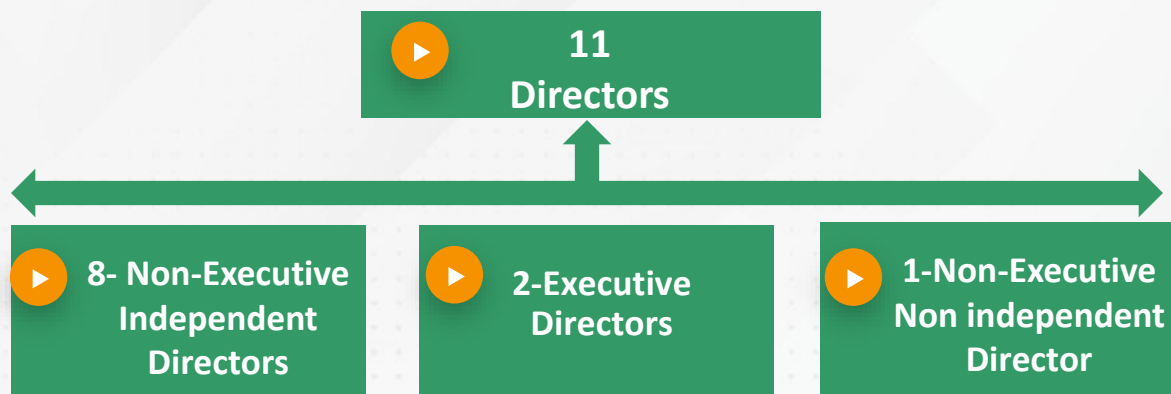 11
Directors
8- Non-Executive
Independent
Directors
2-Executive
Directors
1-Non-Executive
Non independent
Director